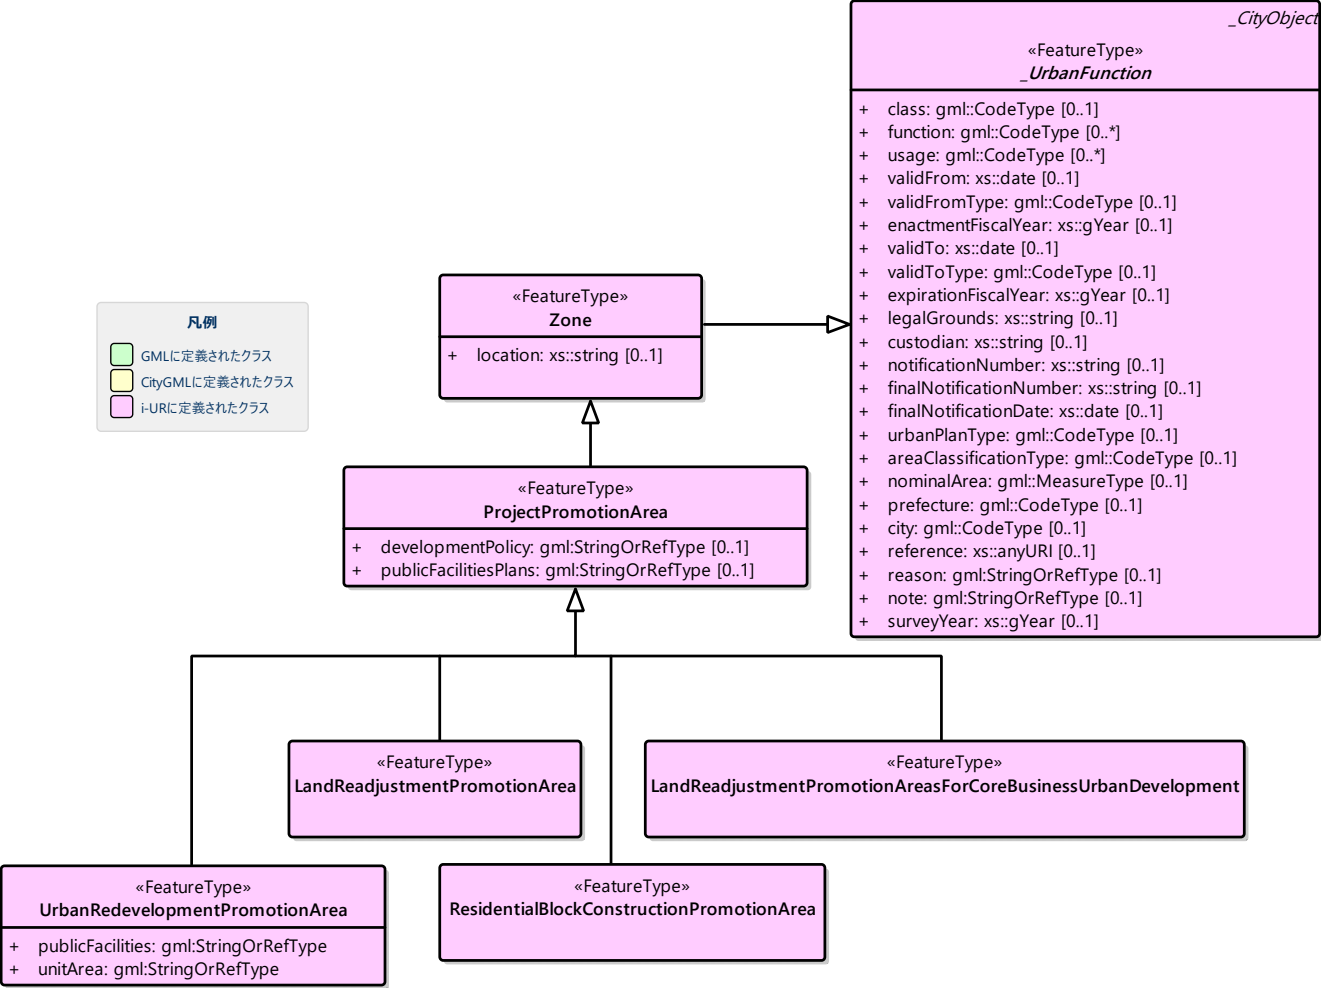 _CityObject
«FeatureType»
_UrbanFunction
+ class: gml::CodeType [0..1]
+ function: gml::CodeType [0..*]
+ usage: gml::CodeType [0..*]
+ validFrom: xs::date [0..1]
+ validFromType: gml::CodeType [0..1]
+ enactmentFiscalYear: xs::gYear [0..1]
+ validTo: xs::date [0..1]
+ validToType: gml::CodeType [0..1]
+ expirationFiscalYear: xs::gYear [0..1]
+ legalGrounds: xs::string [0..1]
+ custodian: xs::string [0..1]
+ notificationNumber: xs::string [0..1]
+ finalNotificationNumber: xs::string [0..1]
+ finalNotificationDate: xs::date [0..1]
+ urbanPlanType: gml::CodeType [0..1]
+ areaClassificationType: gml::CodeType [0..1]
+ nominalArea: gml::MeasureType [0..1]
+ prefecture: gml::CodeType [0..1]
+ city: gml::CodeType [0..1]
+ reference: xs::anyURI [0..1]
+ reason: gml:StringOrRefType [0..1]
+ note: gml:StringOrRefType [0..1]
+ surveyYear: xs::gYear [0..1]
«FeatureType»
Zone
+ location: xs::string [0..1]
凡例
GMLに定義されたクラス
CityGMLに定義されたクラス
i-URに定義されたクラス
«FeatureType»
ProjectPromotionArea
+ developmentPolicy: gml:StringOrRefType [0..1]
+ publicFacilitiesPlans: gml:StringOrRefType [0..1]
«FeatureType»
LandReadjustmentPromotionArea
«FeatureType»
LandReadjustmentPromotionAreasForCoreBusinessUrbanDevelopment
«FeatureType»
UrbanRedevelopmentPromotionArea
+ publicFacilities: gml:StringOrRefType
+ unitArea: gml:StringOrRefType
«FeatureType»
ResidentialBlockConstructionPromotionArea